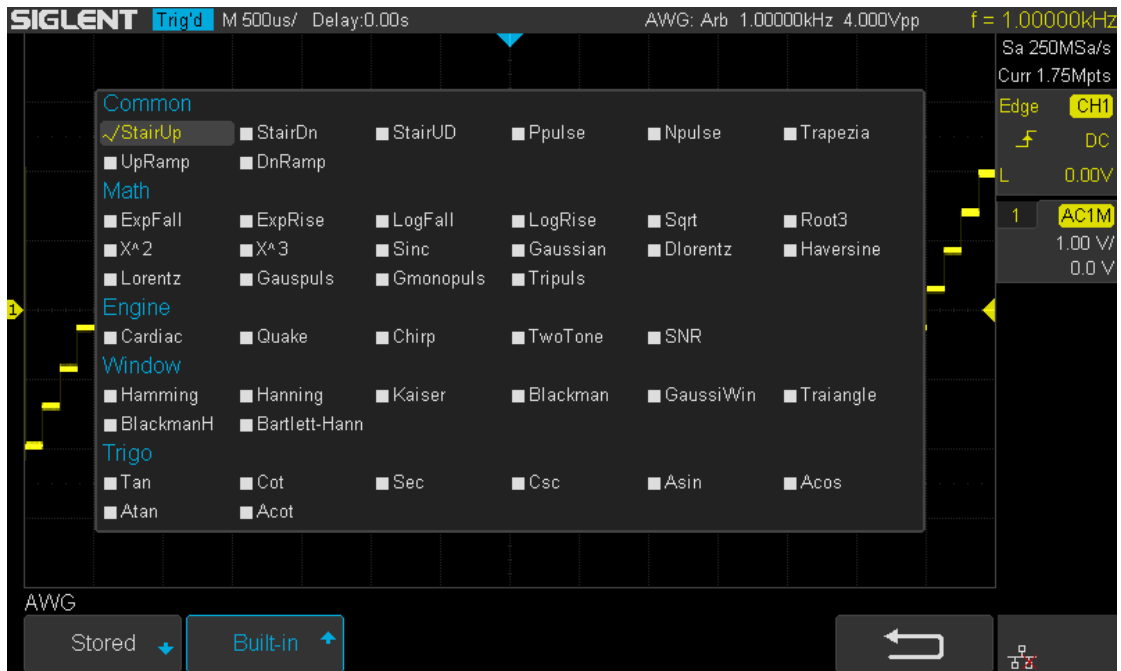 SIGLENT Trig'd M 500us/ Delay:0.00s AWG: Arb 1.00000kHz 4.000Vpp f = 1.00000kHz
Sa 250MSa/s
Curr 1.75Mpts
Edge CH1
DC
L 0.00V
1 AC1M
1.00 V/
0.0 V
Common
StairUp StairDn StairUD Ppulse Npulse Trapezia
UpRamp DnRamp
Math
ExpFall ExpRise LogFall LogRise Sqrt Root3
X^2 X^3 Sinc Gaussian Dlorentz Haversine
Lorentz Gauspuls Gmonopuls Tripuls
Engine
Cardiac Quake Chirp TwoTone SNR
Window
Hamming Hanning Kaiser Blackman GaussiWin Traiangle
BlackmanH Bartlett-Hann
Trigo
Tan Cot Sec Csc Asin Acos
Atan Acot
1
AWG
Stored Built-in